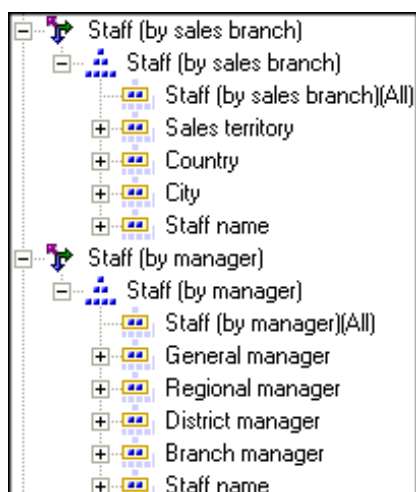 Staff (by sales branch)
Staff (by sales branch)
Staff (by sales branch)(All)
Sales territory
Country
City
Staff name
Staff (by manager)
Staff (by manager)
Staff (by manager)(All)
General manager
Regional manager
District manager
Branch manager
Staff name